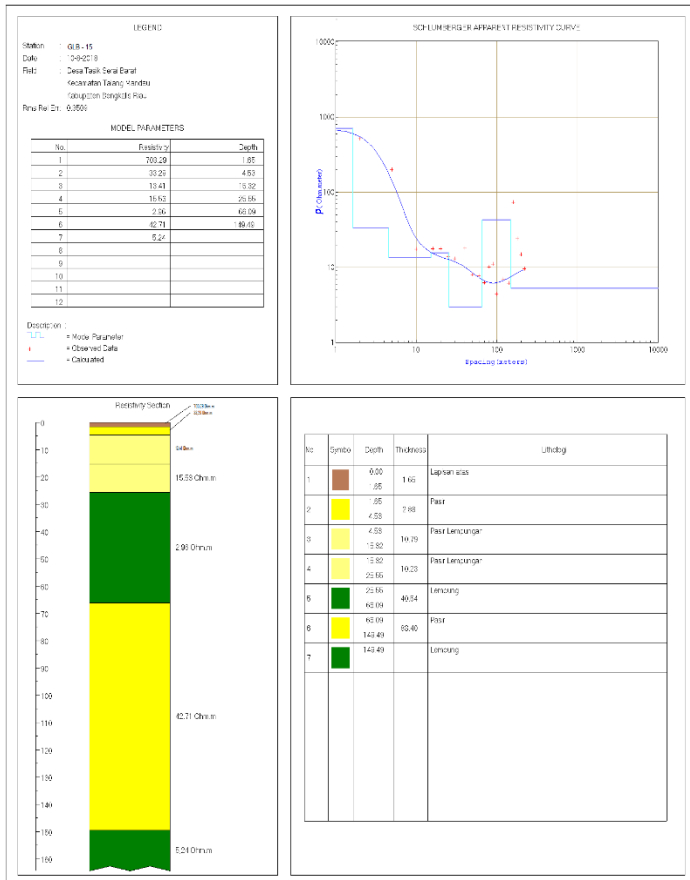 LEGEND
Station : GLB - 15
Date : 10-8-2018
Field : Desa Tasik Serai Barat
Kecamatan Talang Mandau
Kabupaten Bengkalis Riau
Rms Rel Err: 0.3509
MODEL PARAMETERS
No. Resistivity Depth
1 703.29 1.65
2 33.29 4.53
3 13.41 15.32
4 15.53 25.55
5 2.96 66.09
6 42.71 149.49
7 5.24
8
9
10
11
12
Description :
= Model Parameter
= Observed Data
= Calculated
SCHLUMBERGER APPARENT RESISTIVITY CURVE
10000
1000
100
10
1
ρ(Ohm.meter)
1 10 100 1000 10000
Spacing(meters)
Resistivity Section
0
10
20
30
40
50
60
70
80
90
100
110
120
130
140
150
160
15.53 Ohm.m
2.96 Ohm.m
42.71 Ohm.m
5.24 Ohm.m
No Symbo Depth Thickness Lithologi
1 0.00 1.65 Lapisan atas
1.65
2 1.65 2.88 Pasir
4.53
3 4.53 10.79 Pasir Lempungan
15.32
4 15.32 10.23 Pasir Lempungan
25.55
5 25.55 40.54 Lempung
66.09
6 66.09 83.40 Pasir
149.49
7 149.49 Lempung